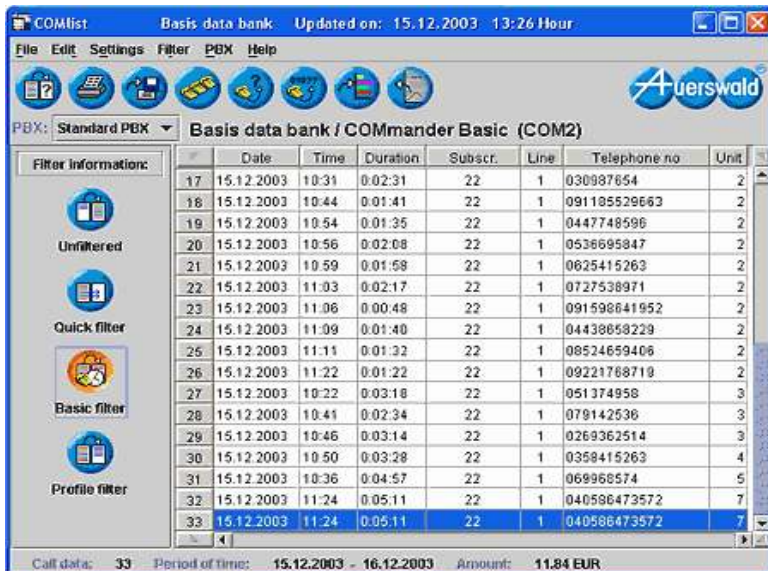 COMlist Basis data bank Updated on: 15.12.2003 13:26 Hour
File Edit Settings Filter PBX Help
Auerswald
PBX: Standard PBX Basis data bank / COMmander Basic (COM2)
Filter information:
Unfiltered
Quick filter
Basic filter
Profile filter
Date Time Duration Subscr. Line Telephone no Unit
17 15.12.2003 10:31 0:02:31 22 1 030987654 2
18 15.12.2003 10:44 0:01:41 22 1 091185529663 2
19 15.12.2003 10:54 0:01:35 22 1 0447748596 2
20 15.12.2003 10:56 0:02:08 22 1 0536695847 2
21 15.12.2003 10:59 0:01:58 22 1 0625415263 2
22 15.12.2003 11:03 0:02:17 22 1 0727538971 2
23 15.12.2003 11:06 0:00:48 22 1 091598641952 2
24 15.12.2003 11:09 0:01:40 22 1 04438658229 2
25 15.12.2003 11:11 0:01:32 22 1 08524659406 2
26 15.12.2003 11:22 0:01:22 22 1 09221768719 2
27 15.12.2003 10:22 0:03:18 22 1 051374958 3
28 15.12.2003 10:41 0:02:34 22 1 079142536 3
29 15.12.2003 10:46 0:03:14 22 1 0269362514 3
30 15.12.2003 10:50 0:03:28 22 1 0358415263 4
31 15.12.2003 10:36 0:04:57 22 1 069968574 5
32 15.12.2003 11:24 0:05:11 22 1 040586473572 7
33 15.12.2003 11:24 0:05:11 22 1 040586473572 7
Call data: 33 Period of time: 15.12.2003 - 16.12.2003 Amount: 11.84 EUR